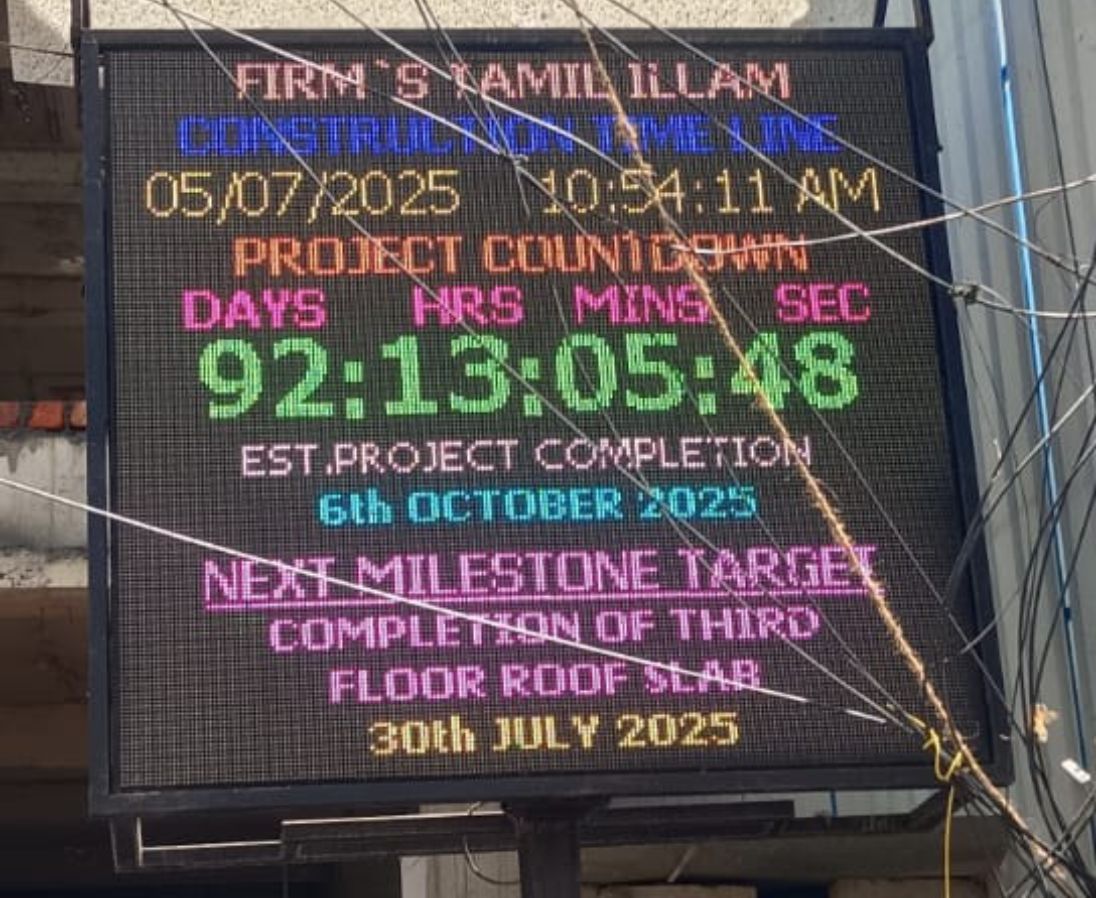 FIRM`S TAMIL ILLAM
CONSTRUCTION TIME LINE
05/07/2025 10:54:11 AM
PROJECT COUNTDOWN
DAYS HRS MINS SEC
92:13:05:48
EST.PROJECT COMPLETION
6th OCTOBER 2025
NEXT MILESTONE TARGET
COMPLETION OF THIRD
FLOOR ROOF SLAB
30th JULY 2025